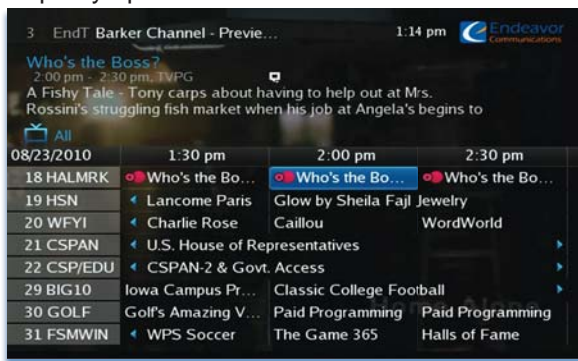 3 EndT Barker Channel - Previe... 1:14 pm Endeavor Communications
Who's the Boss?
2:00 pm - 2:30 pm, TVPG
A Fishy Tale - Tony carps about having to help out at Mrs.
Rossini's struggling fish market when his job at Angela's begins to
All
08/23/2010 1:30 pm 2:00 pm 2:30 pm
18 HALMRK Who's the Bo... Who's the Bo... Who's the Bo...
19 HSN Lancome Paris Glow by Sheila Fajl Jewelry
20 WFYI Charlie Rose Caillou WordWorld
21 CSPAN U.S. House of Representatives
22 CSP/EDU CSPAN-2 & Govt. Access
29 BIG10 Iowa Campus Pr... Classic College Football
30 GOLF Golf's Amazing V... Paid Programming Paid Programming
31 FSMWIN WPS Soccer The Game 365 Halls of Fame